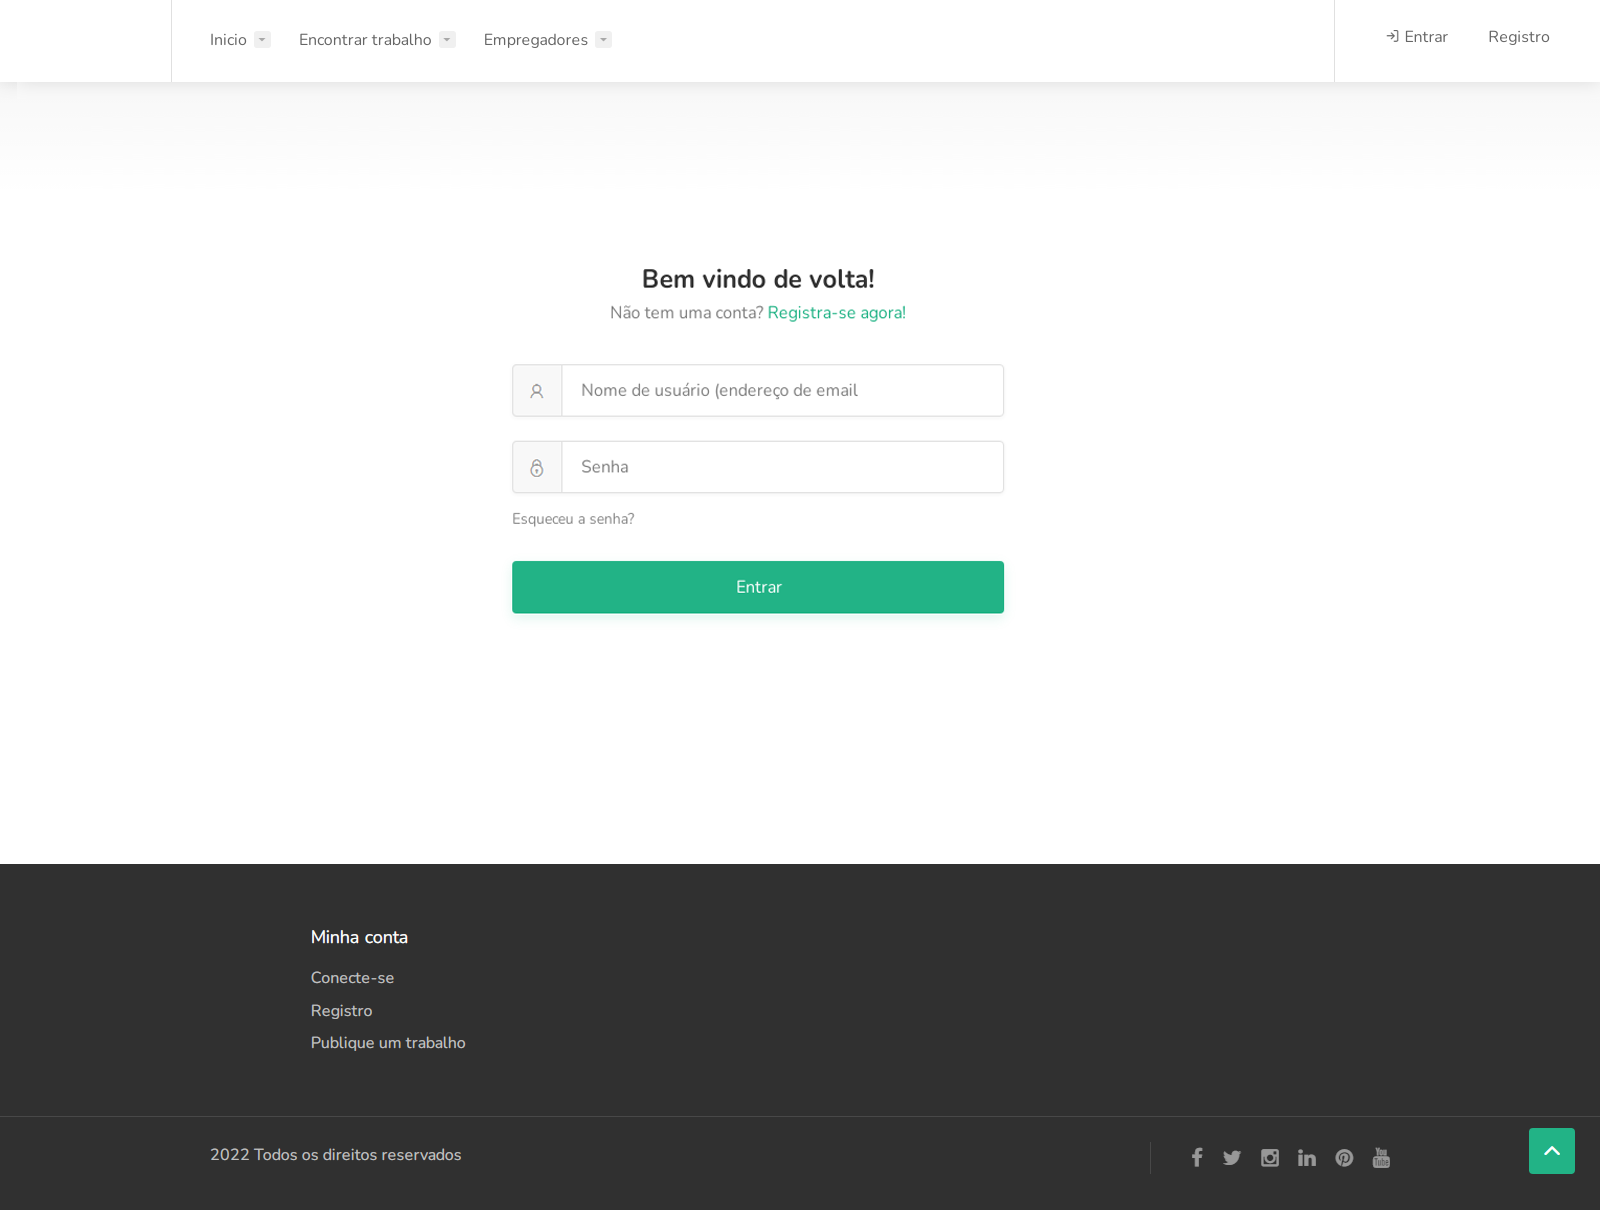 Inicio
Encontrar trabalho
Empregadores
Entrar
Registro
Bem vindo de volta!
Não tem uma conta? Registra-se agora!
Nome de usuário (endereço de email
Senha
Esqueceu a senha?
Entrar
Minha conta
Conecte-se
Registro
Publique um trabalho
2022 Todos os direitos reservados
You
Tube